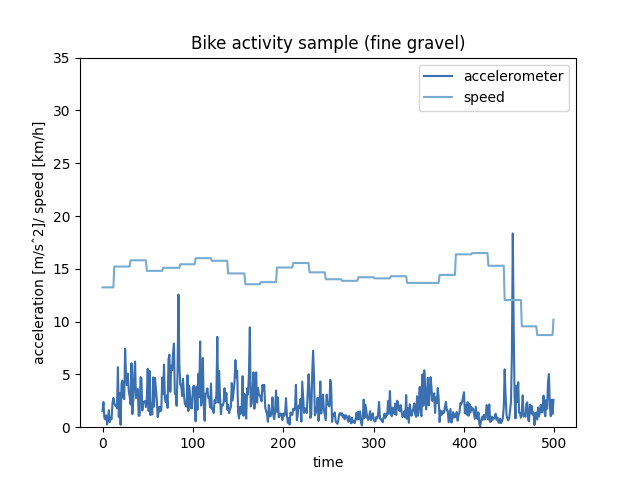 Bike activity sample (fine gravel)
accelerometer
speed
35
30
25
20
15
10
5
0
acceleration [m/s^2]/ speed [km/h]
0 100 200 300 400 500
time